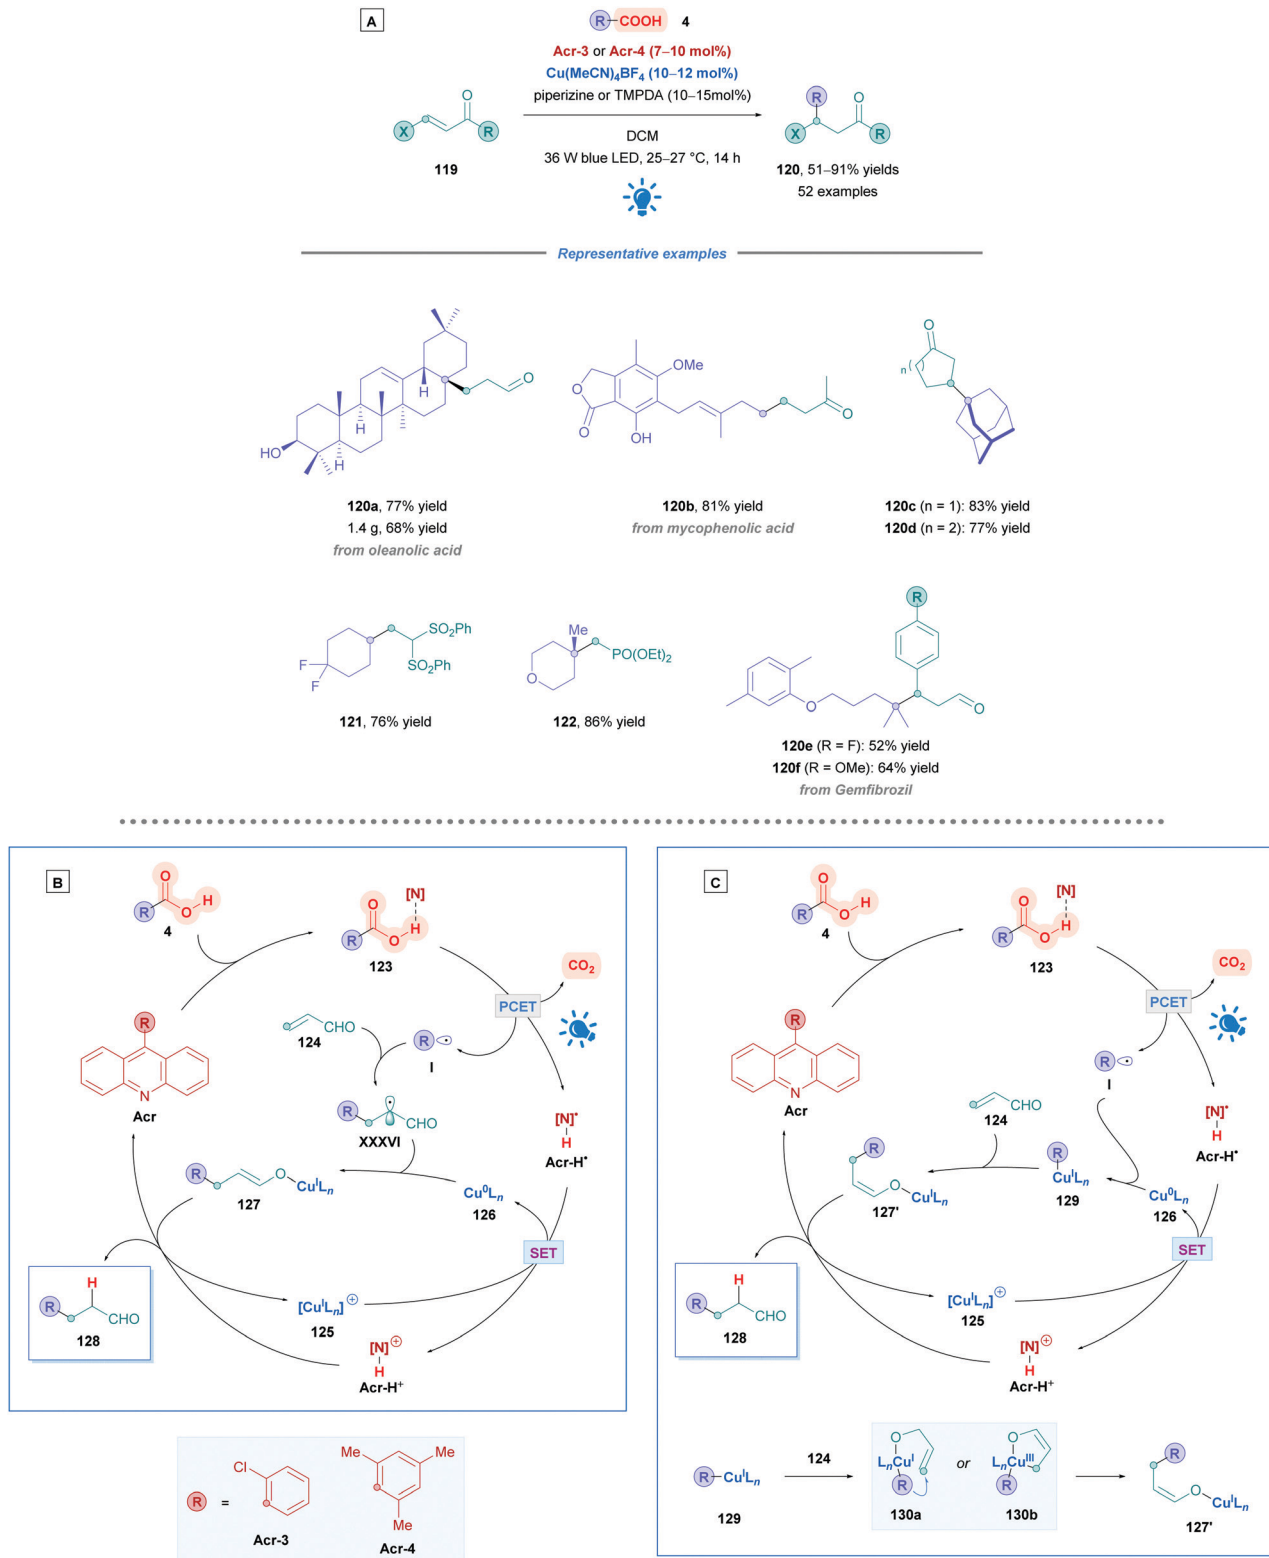 A
R COOH 4
Acr-3 or Acr-4 (7–10 mol%)
Cu(MeCN)4BF4 (10–12 mol%)
piperizine or TMPDA (10–15mol%)
DCM
36 W blue LED, 25–27 °C, 14 h
X O R
119
R O X R
120, 51–91% yields
52 examples
Representative examples
HO H H H O
120a, 77% yield
1.4 g, 68% yield
from oleanolic acid
O O OMe OH O
120b, 81% yield
from mycophenolic acid
O n
120c (n = 1): 83% yield
120d (n = 2): 77% yield
F F SO2Ph SO2Ph
121, 76% yield
Me O PO(OEt)2
122, 86% yield
R O O
120e (R = F): 52% yield
120f (R = OMe): 64% yield
from Gemfibrozil
B
R O O H
4
[N]
R O O H
123
CO2
PCET
CHO
124
R•
I
R
N
Acr
R • CHO
XXXVI
[N]•
H
Acr-H•
R O CuILn
127
Cu0Ln
126
SET
H
R CHO
128
[CuILn]⊕
125
[N]⊕
H
Acr-H+
C
R O O H
4
[N]
R O O H
123
CO2
PCET
R•
I
R
N
Acr
CHO
124
[N]•
H
Acr-H•
R
CuILn
129
R O CuILn
127'
Cu0Ln
126
SET
H
R CHO
128
[CuILn]⊕
125
[N]⊕
H
Acr-H+
R CuILn
129
124
O LnCuI R
130a
or
O LnCuIII R
130b
R O CuILn
127'
R =
Cl
Acr-3
Me Me
Me
Acr-4